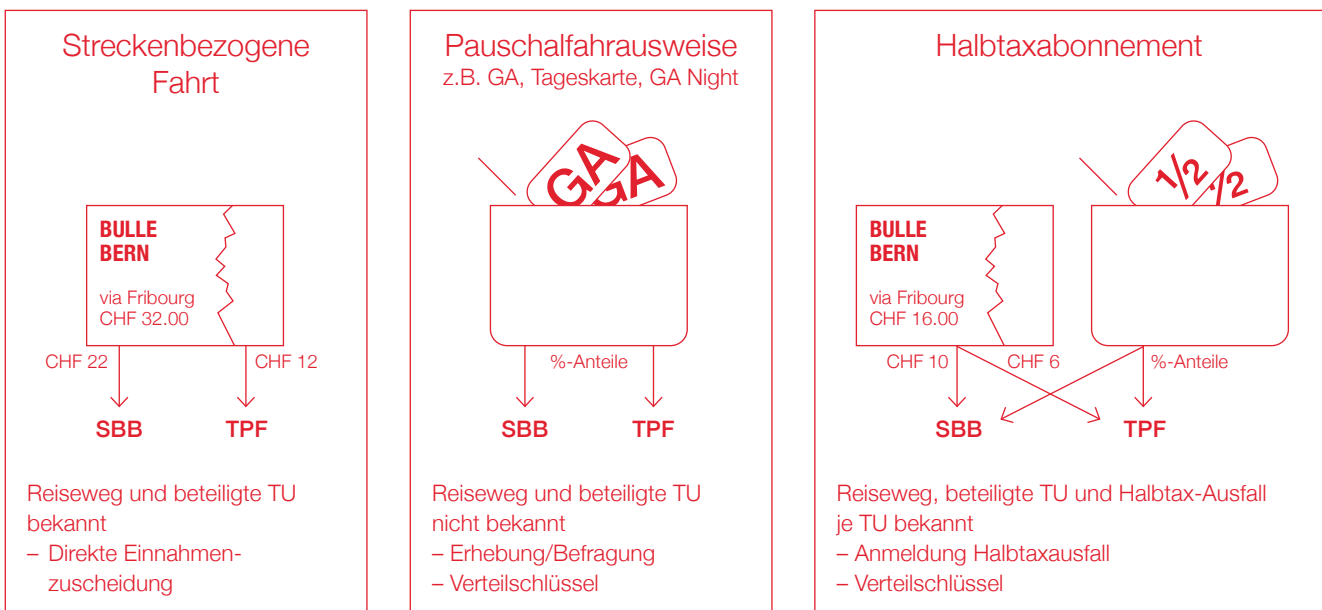 Streckenbezogene
Fahrt
BULLE
BERN
via Fribourg
CHF 32.00
CHF 22
CHF 12
SBB
TPF
Reiseweg und beteiligte TU
bekannt
– Direkte Einnahmen-
zuscheidung
Pauschalfahrausweise
z.B. GA, Tageskarte, GA Night
GA
GA
%-Anteile
SBB
TPF
Reiseweg und beteiligte TU
nicht bekannt
– Erhebung/Befragung
– Verteilschlüssel
Halbtaxabonnement
1/2
/2
BULLE
BERN
via Fribourg
CHF 16.00
CHF 10
CHF 6
%-Anteile
SBB
TPF
Reiseweg, beteiligte TU und Halbtax-Ausfall
je TU bekannt
– Anmeldung Halbtaxausfall
– Verteilschlüssel